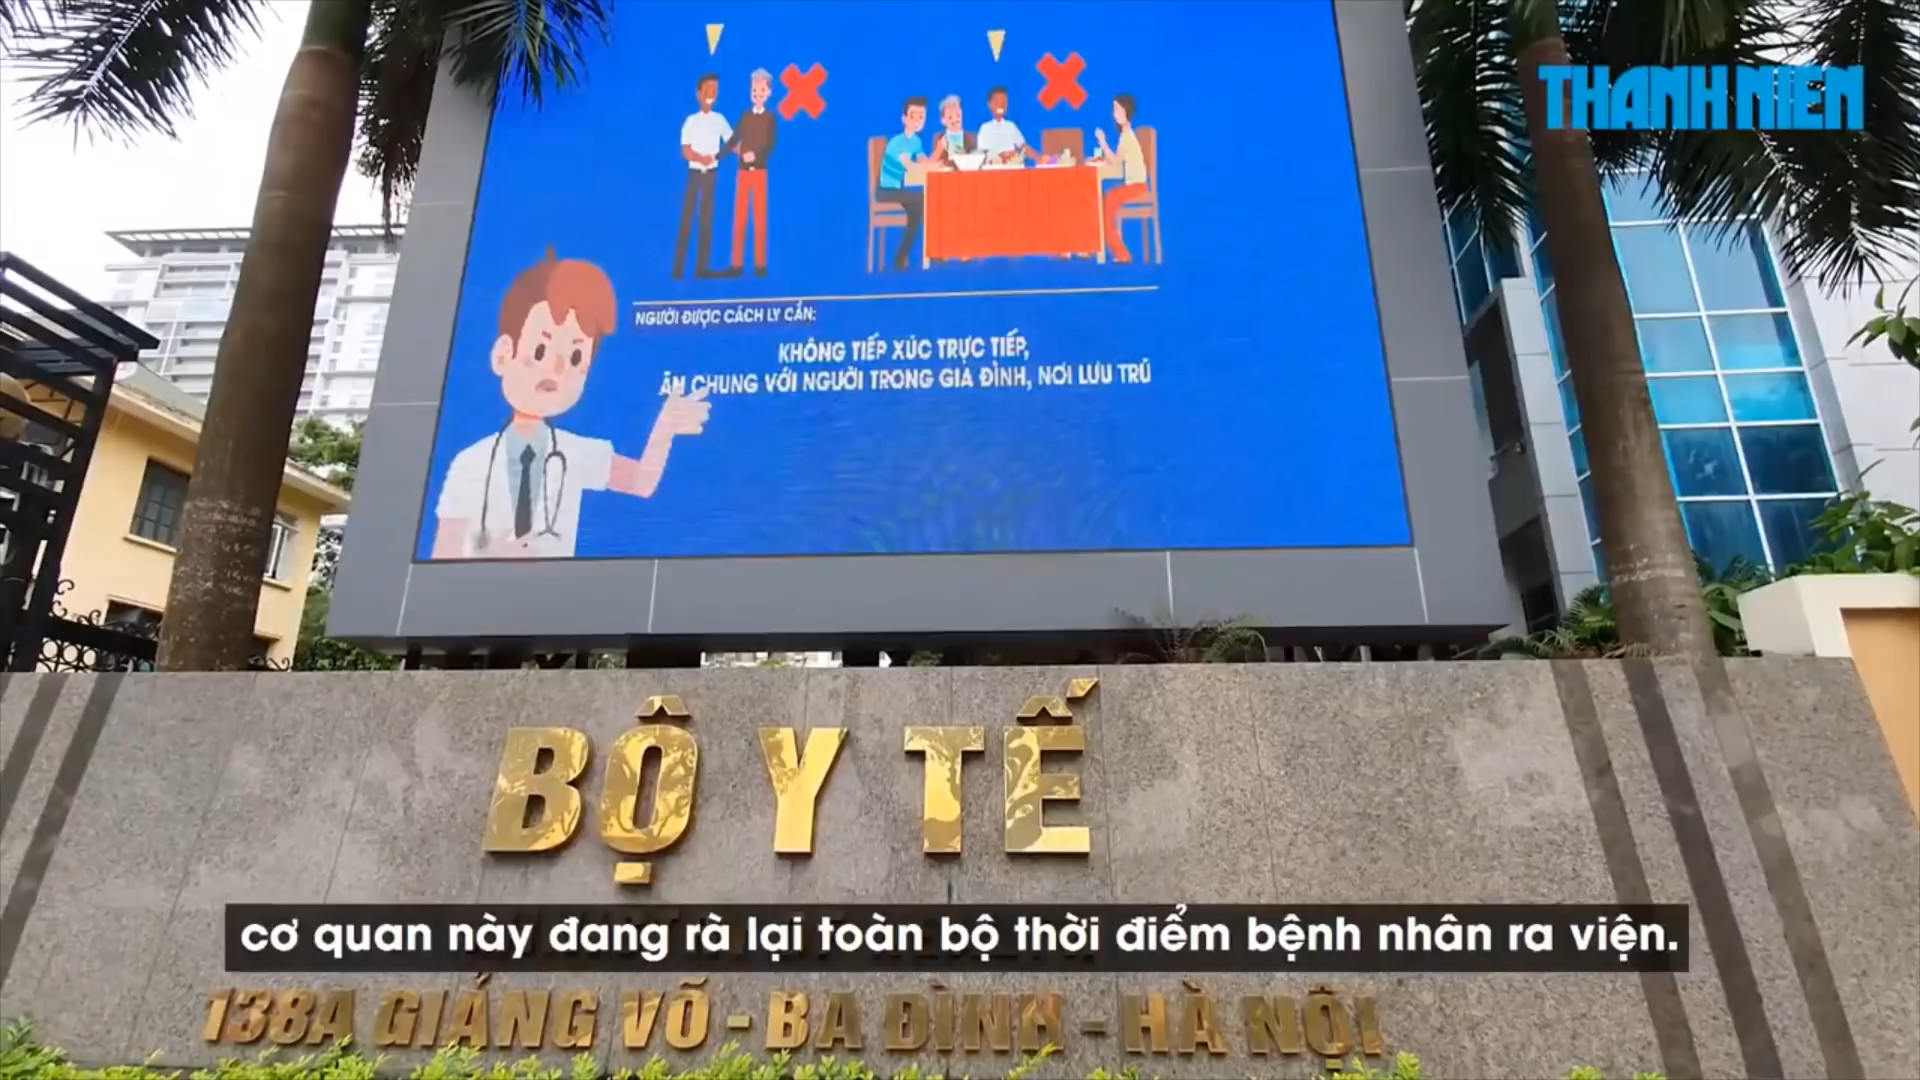 THANH NIÊN
NGƯỜI ĐƯỢC CÁCH LY CẦN:
KHÔNG TIẾP XÚC TRỰC TIẾP,
ĂN CHUNG VỚI NGƯỜI TRONG GIA ĐÌNH, NƠI LƯU TRÚ
BỘ Y TẾ
cơ quan này đang rà lại toàn bộ thời điểm bệnh nhân ra viện.
138A GIẢNG VÕ - BA ĐÌNH - HÀ NỘI